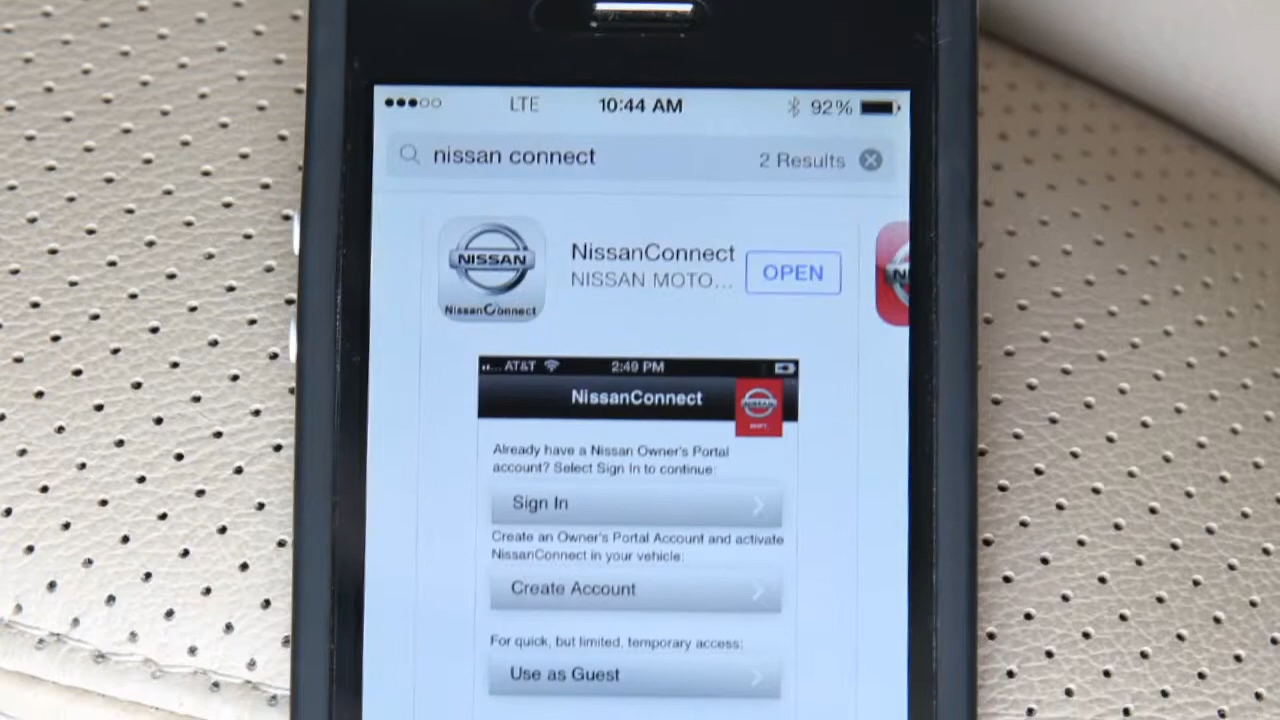 LTE 10:44 AM 92%
nissan connect 2 Results
NISSAN
NissanConnect
NissanConnect
NISSAN MOTO...
OPEN
AT&T 2:49 PM
NissanConnect
NISSAN
Already have a Nissan Owner's Portal
account? Select Sign In to continue:
Sign In
Create an Owner's Portal Account and activate
NissanConnect in your vehicle:
Create Account
For quick, but limited, temporary access:
Use as Guest